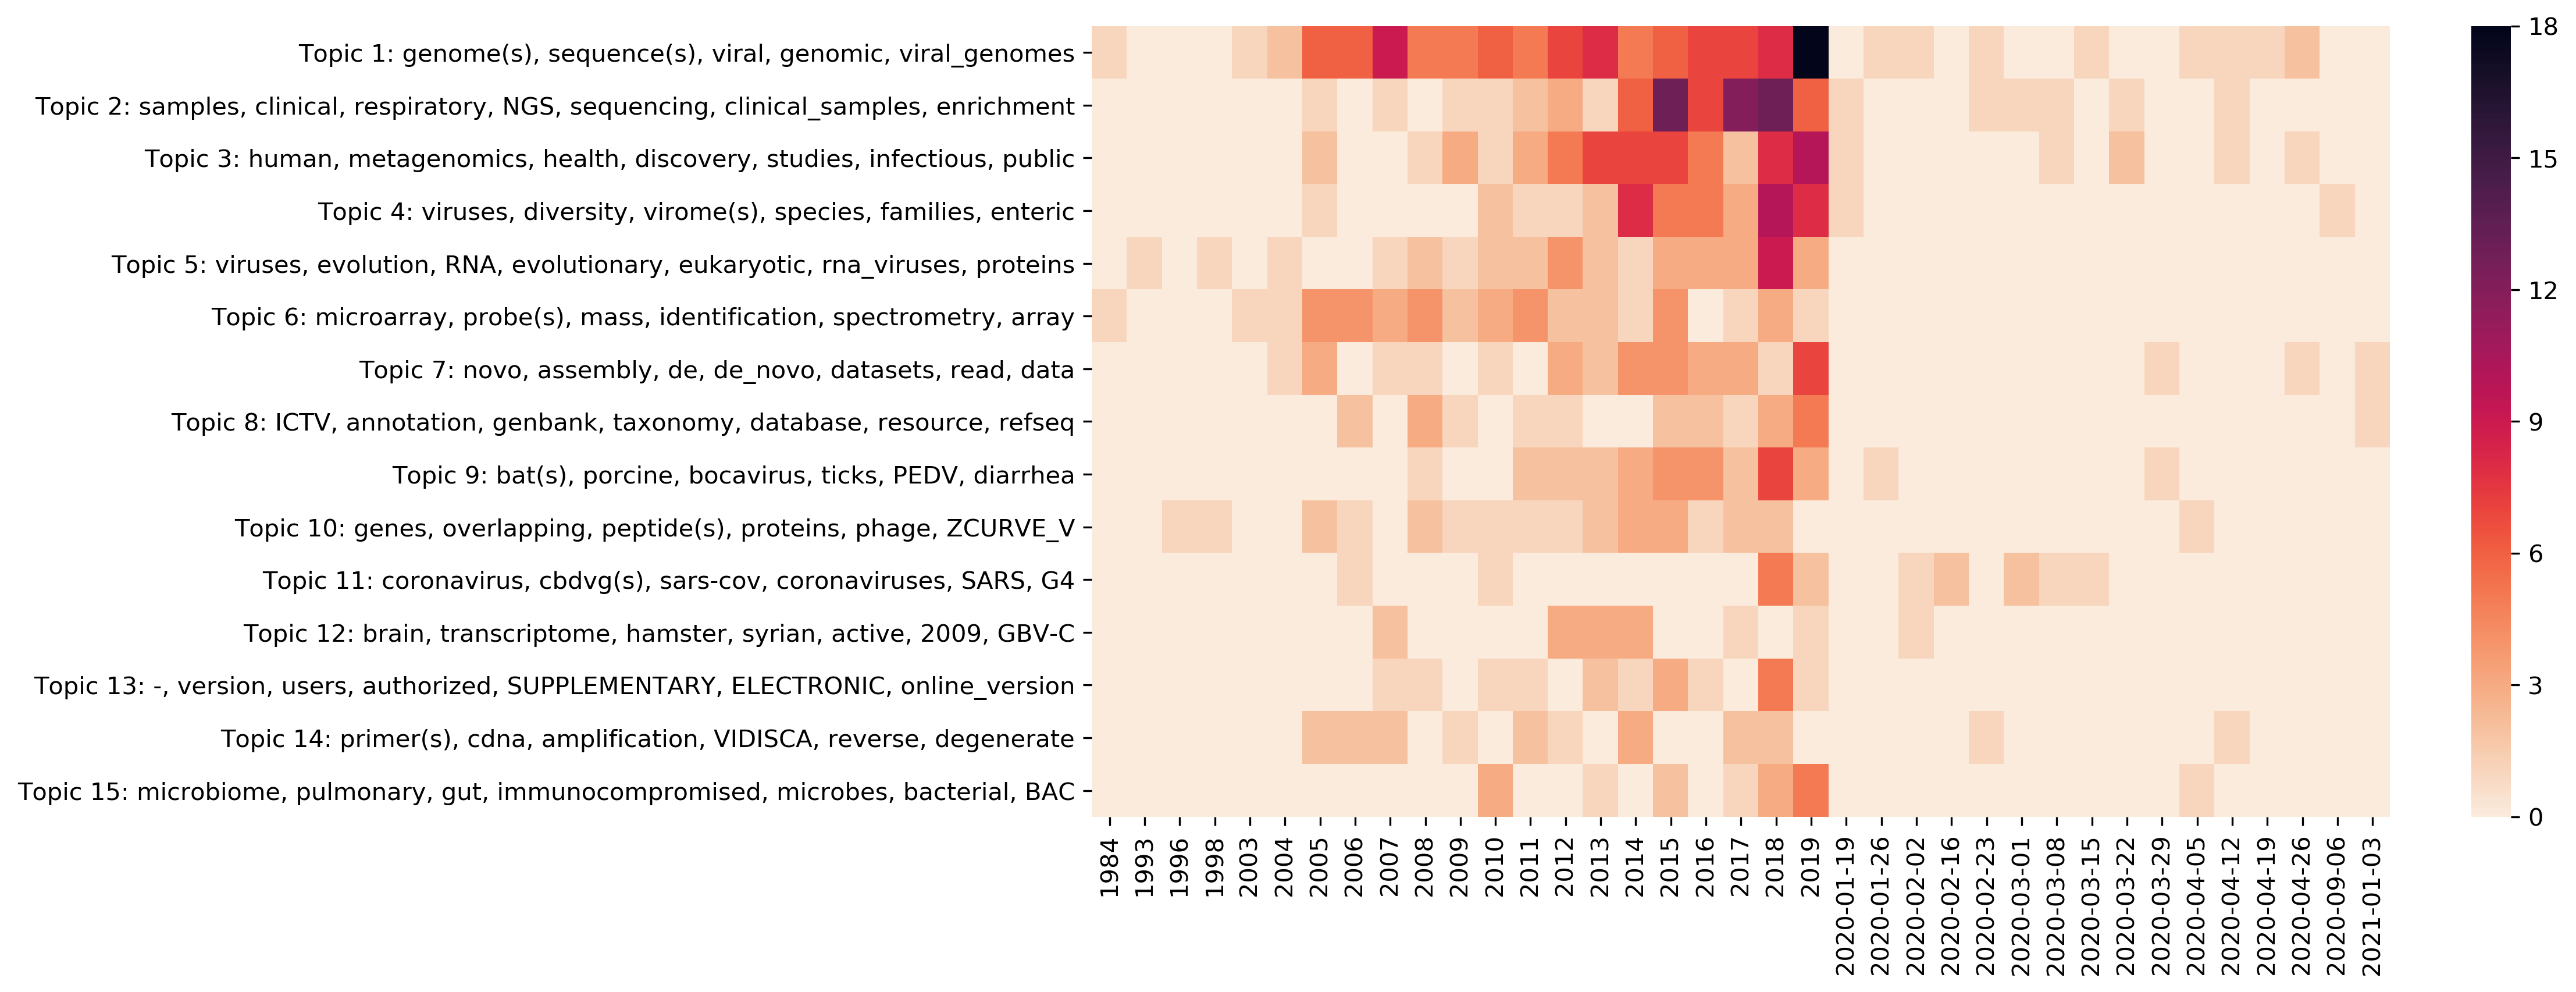 Topic 1: genome(s), sequence(s), viral, genomic, viral_genomes
Topic 2: samples, clinical, respiratory, NGS, sequencing, clinical_samples, enrichment
Topic 3: human, metagenomics, health, discovery, studies, infectious, public
Topic 4: viruses, diversity, virome(s), species, families, enteric
Topic 5: viruses, evolution, RNA, evolutionary, eukaryotic, rna_viruses, proteins
Topic 6: microarray, probe(s), mass, identification, spectrometry, array
Topic 7: novo, assembly, de, de_novo, datasets, read, data
Topic 8: ICTV, annotation, genbank, taxonomy, database, resource, refseq
Topic 9: bat(s), porcine, bocavirus, ticks, PEDV, diarrhea
Topic 10: genes, overlapping, peptide(s), proteins, phage, ZCURVE_V
Topic 11: coronavirus, cbdvg(s), sars-cov, coronaviruses, SARS, G4
Topic 12: brain, transcriptome, hamster, syrian, active, 2009, GBV-C
Topic 13: -, version, users, authorized, SUPPLEMENTARY, ELECTRONIC, online_version
Topic 14: primer(s), cdna, amplification, VIDISCA, reverse, degenerate
Topic 15: microbiome, pulmonary, gut, immunocompromised, microbes, bacterial, BAC
1984
1993
1996
1998
2003
2004
2005
2006
2007
2008
2009
2010
2011
2012
2013
2014
2015
2016
2017
2018
2019
2020-01-19
2020-01-26
2020-02-02
2020-02-16
2020-02-23
2020-03-01
2020-03-08
2020-03-15
2020-03-22
2020-03-29
2020-04-05
2020-04-12
2020-04-19
2020-04-26
2020-09-06
2021-01-03
18
15
12
9
6
3
0